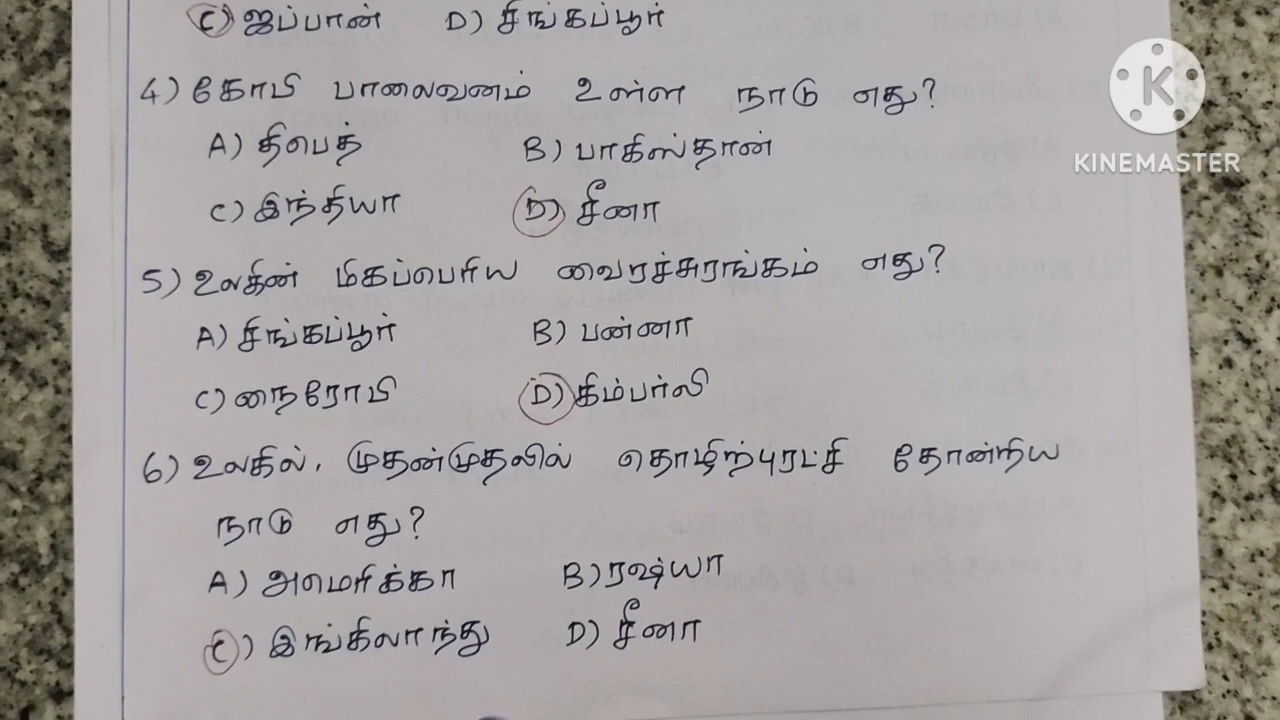 C) ஜப்பான் D) சிங்கப்பூர்
4) கோபி பாலைவனம் உள்ள நாடு எது?
A) திபெத் B) பாகிஸ்தான்
C) இந்தியா D) சீனா
5) உலகின் மிகப்பெரிய வைரச்சுரங்கம் எது?
A) சிங்கப்பூர் B) பன்னா
C) நைரோபி D) கிம்பர்லி
6) உலகில், முதன்முதலில் தொழிற்புரட்சி தோன்றிய
நாடு எது?
A) அமெரிக்கா B) ரஷ்யா
C) இங்கிலாந்து D) சீனா
K
KINEMASTER